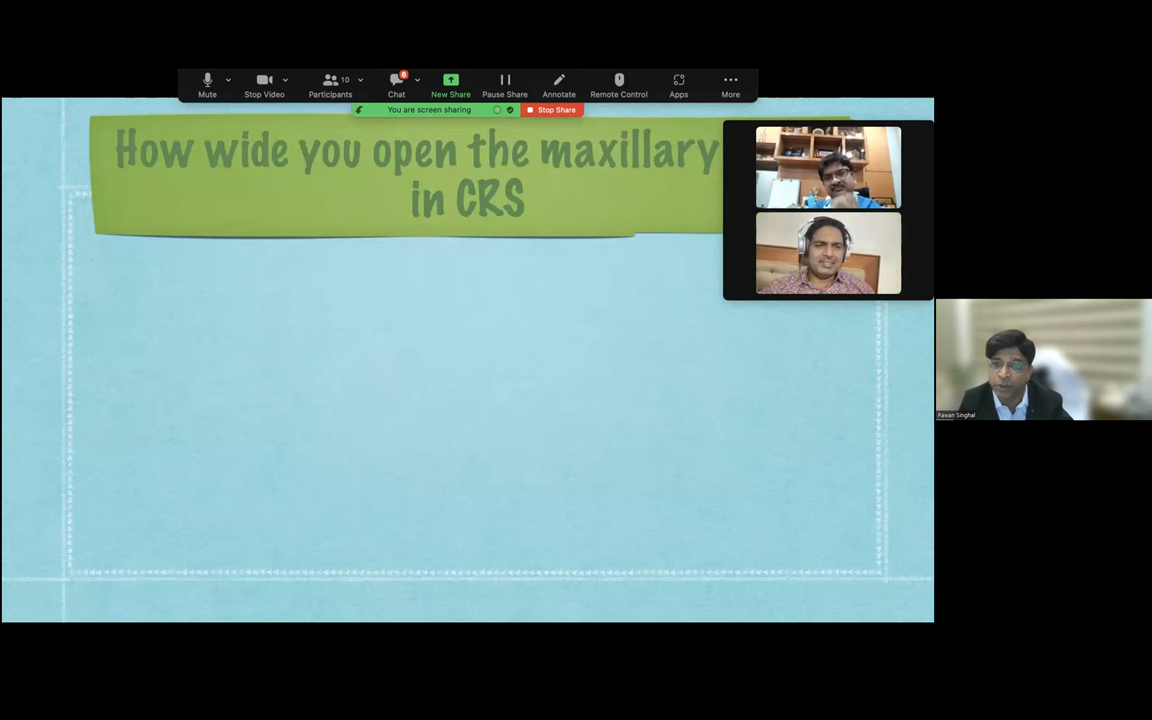 10
6
Mute
Stop Video
Participants
Chat
New Share
Pause Share
Annotate
Remote Control
Apps
More
You are screen sharing
Stop Share
How wide you open the maxillary
in CRS
Pawan Singhal